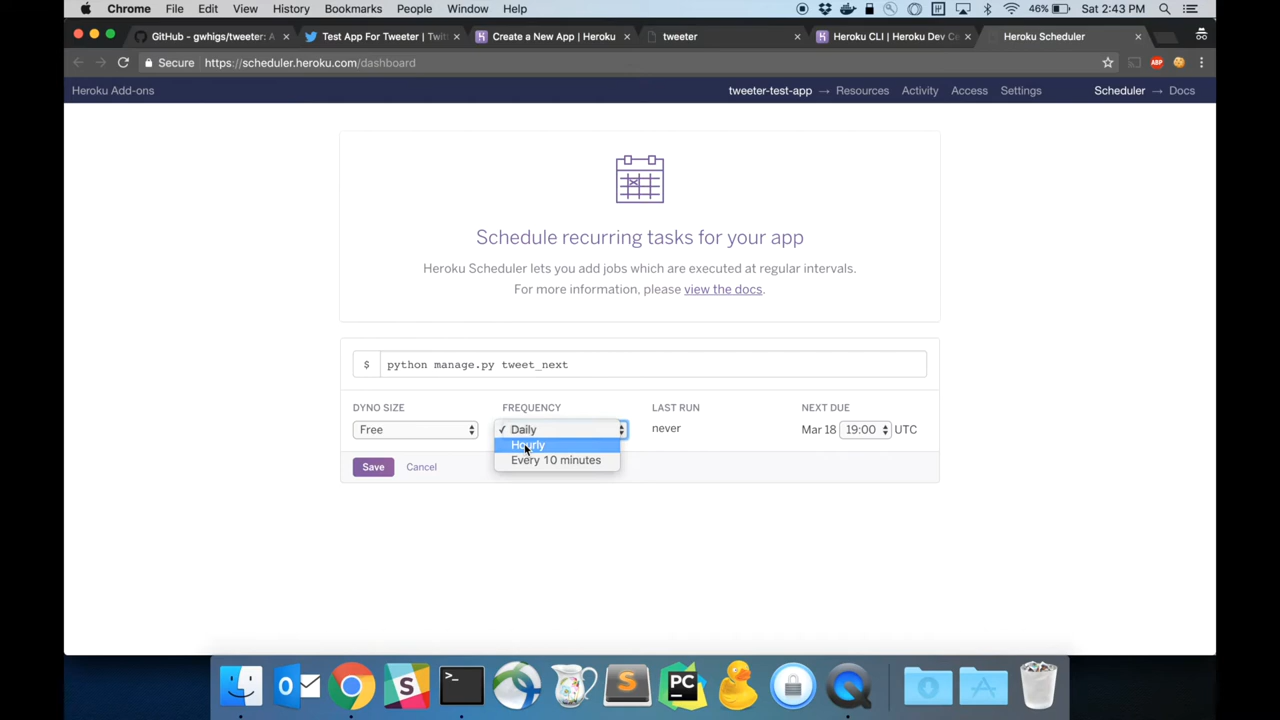 Chrome File Edit View History Bookmarks People Window Help 46% Sat 2:43 PM
GitHub - gwhigs/tweeter: A Test App For Tweeter | Twit Create a New App | Heroku tweeter Heroku CLI | Heroku Dev Ce Heroku Scheduler
Secure https://scheduler.heroku.com/dashboard ABP
Heroku Add-ons tweeter-test-app → Resources Activity Access Settings Scheduler → Docs
Schedule recurring tasks for your app
Heroku Scheduler lets you add jobs which are executed at regular intervals.
For more information, please view the docs.
$ python manage.py tweet_next
DYNO SIZE FREQUENCY LAST RUN NEXT DUE
Free ✓ Daily never Mar 18 19:00 UTC
Hourly
Every 10 minutes
Save Cancel
>_ S PC